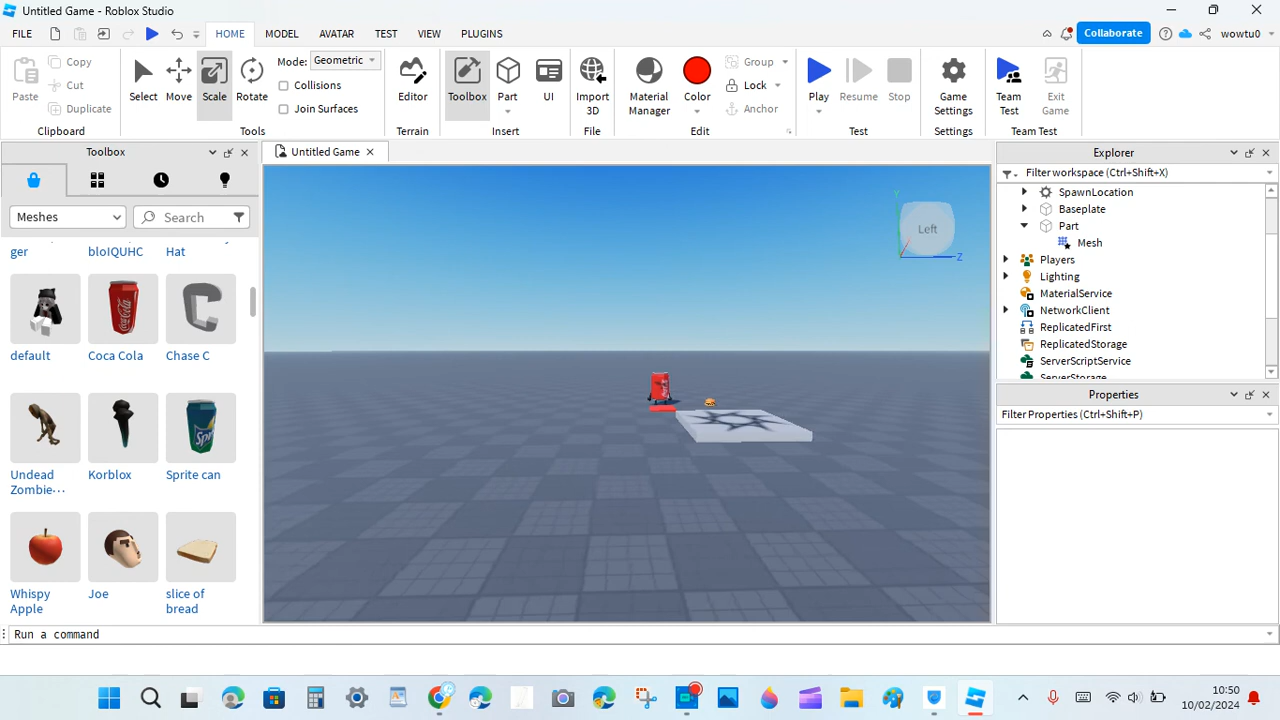 Untitled Game - Roblox Studio
FILE HOME MODEL AVATAR TEST VIEW PLUGINS Collaborate wowtu0
Paste Copy Cut Duplicate Clipboard
Select Move Scale Rotate Mode: Geometric Collisions Join Surfaces Tools
Editor Terrain
Toolbox Part UI Insert
Import 3D File
Material Manager Color Group Lock Anchor Edit
Play Resume Stop Test
Game Settings Settings
Team Test Exit Game Team Test
Toolbox
Meshes Search
ger bloIQUHC Hat
default Coca Cola Chase C
Undead Zombie··· Korblox Sprite can
Whispy Apple Joe slice of bread
Untitled Game
Y
Left
Z
Explorer
Filter workspace (Ctrl+Shift+X)
SpawnLocation
Baseplate
Part
Mesh
Players
Lighting
MaterialService
NetworkClient
ReplicatedFirst
ReplicatedStorage
ServerScriptService
ServerStorage
Properties
Filter Properties (Ctrl+Shift+P)
Run a command
10:50
10/02/2024